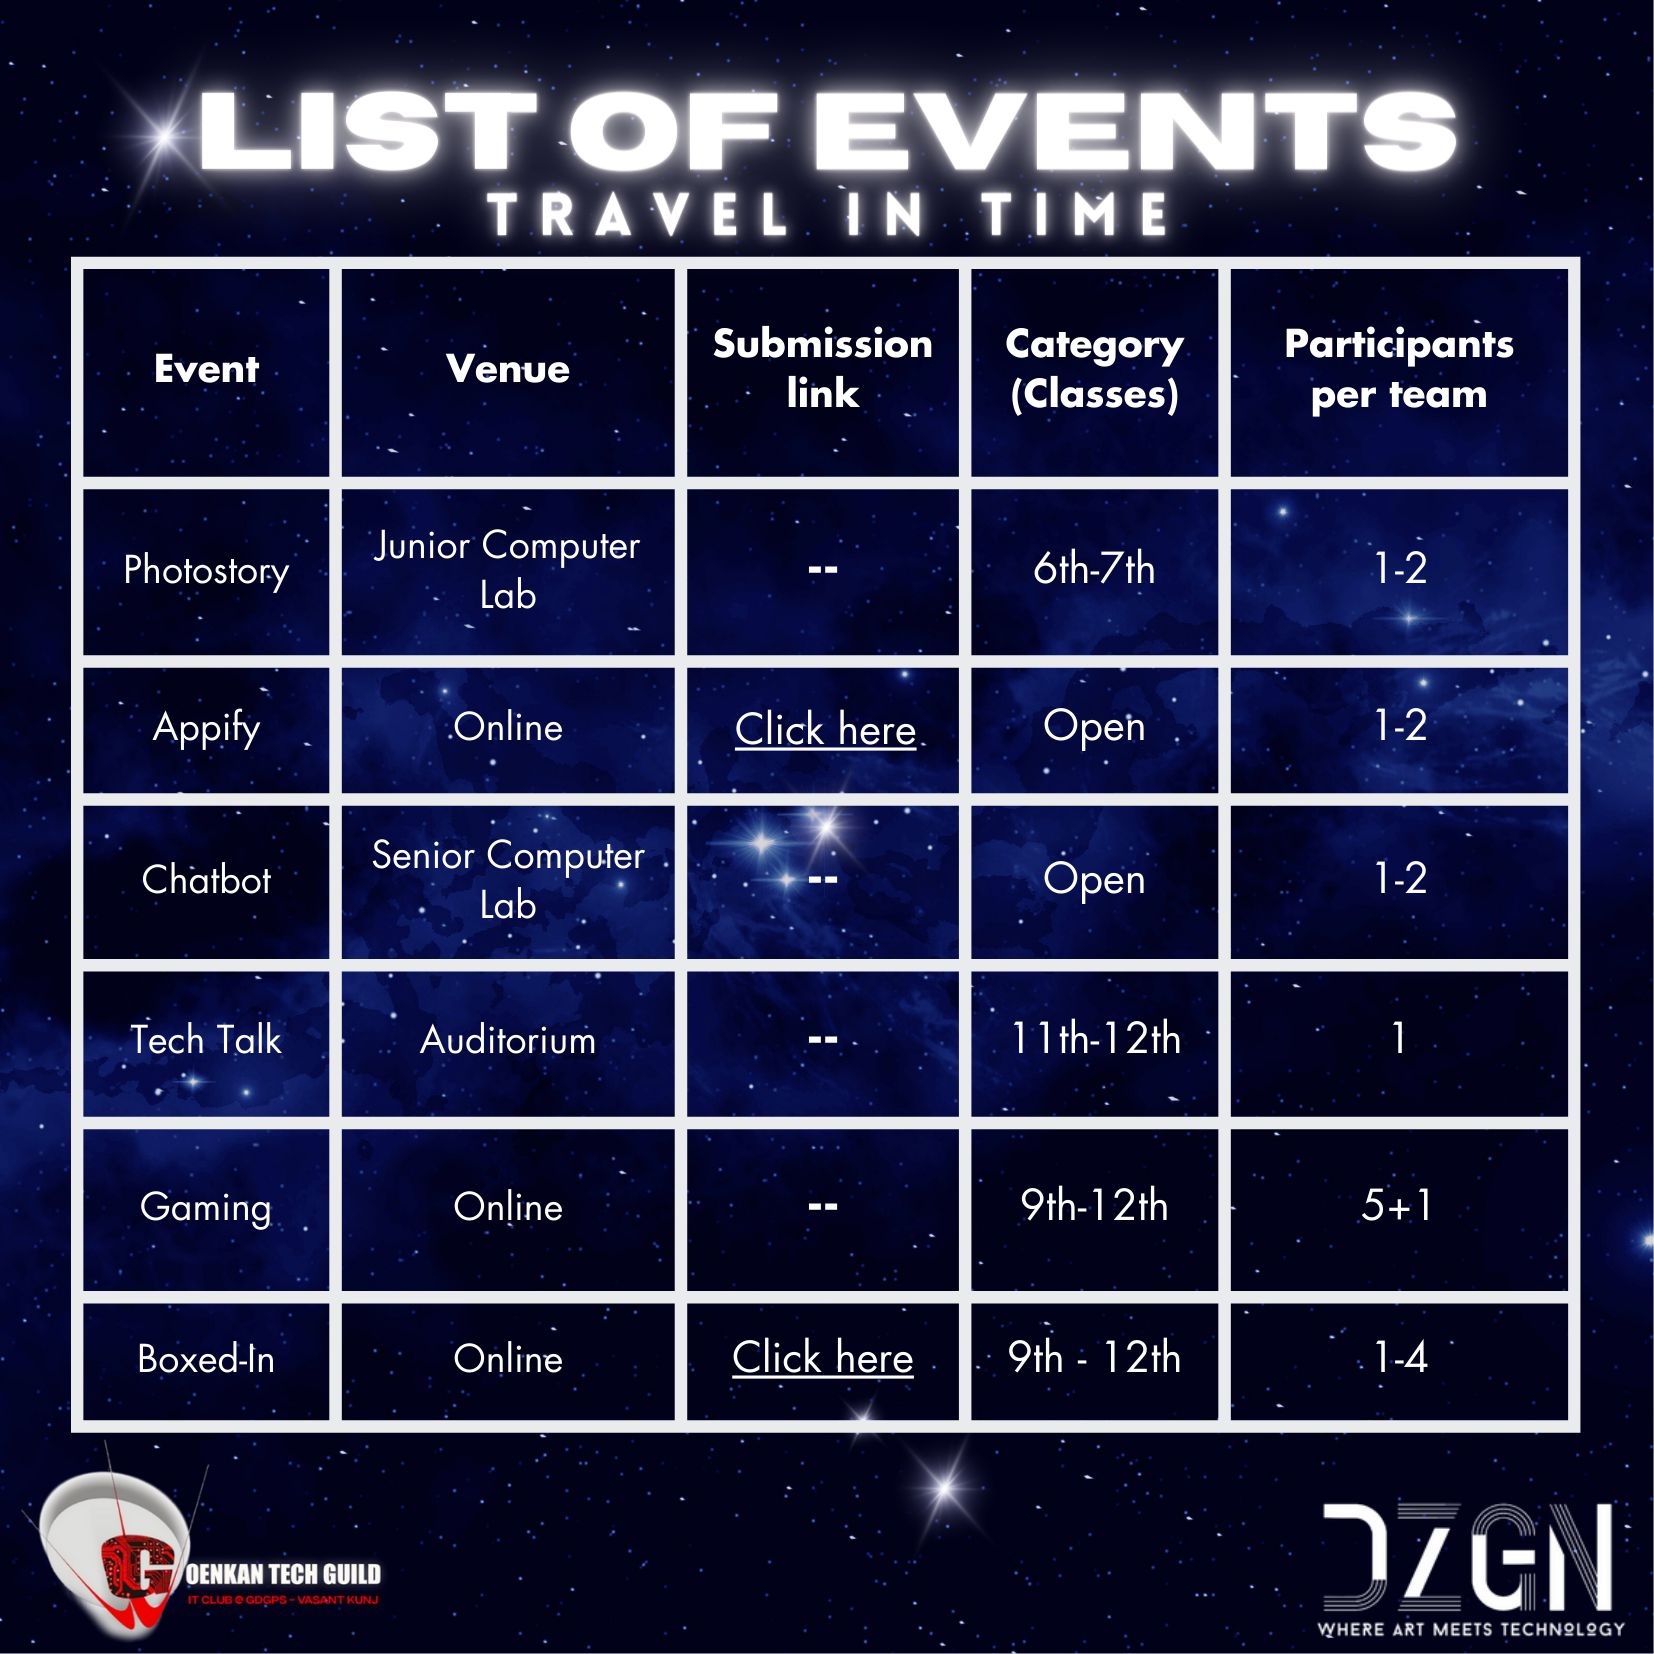 LIST OF EVENTS
TRAVEL IN TIME
Event
Venue
Submission
link
Category
(Classes)
Participants
per team
Photostory
Junior Computer
Lab
--
6th-7th
1-2
Appify
Online
Click here
Open
1-2
Chatbot
Senior Computer
Lab
--
Open
1-2
Tech Talk
Auditorium
--
11th-12th
1
Gaming
Online
--
9th-12th
5+1
Boxed-In
Online
Click here
9th - 12th
1-4
GOENKAN TECH GUILD
IT CLUB @ GDGPS - VASANT KUNJ
DZGN
WHERE ART MEETS TECHNOLOGY